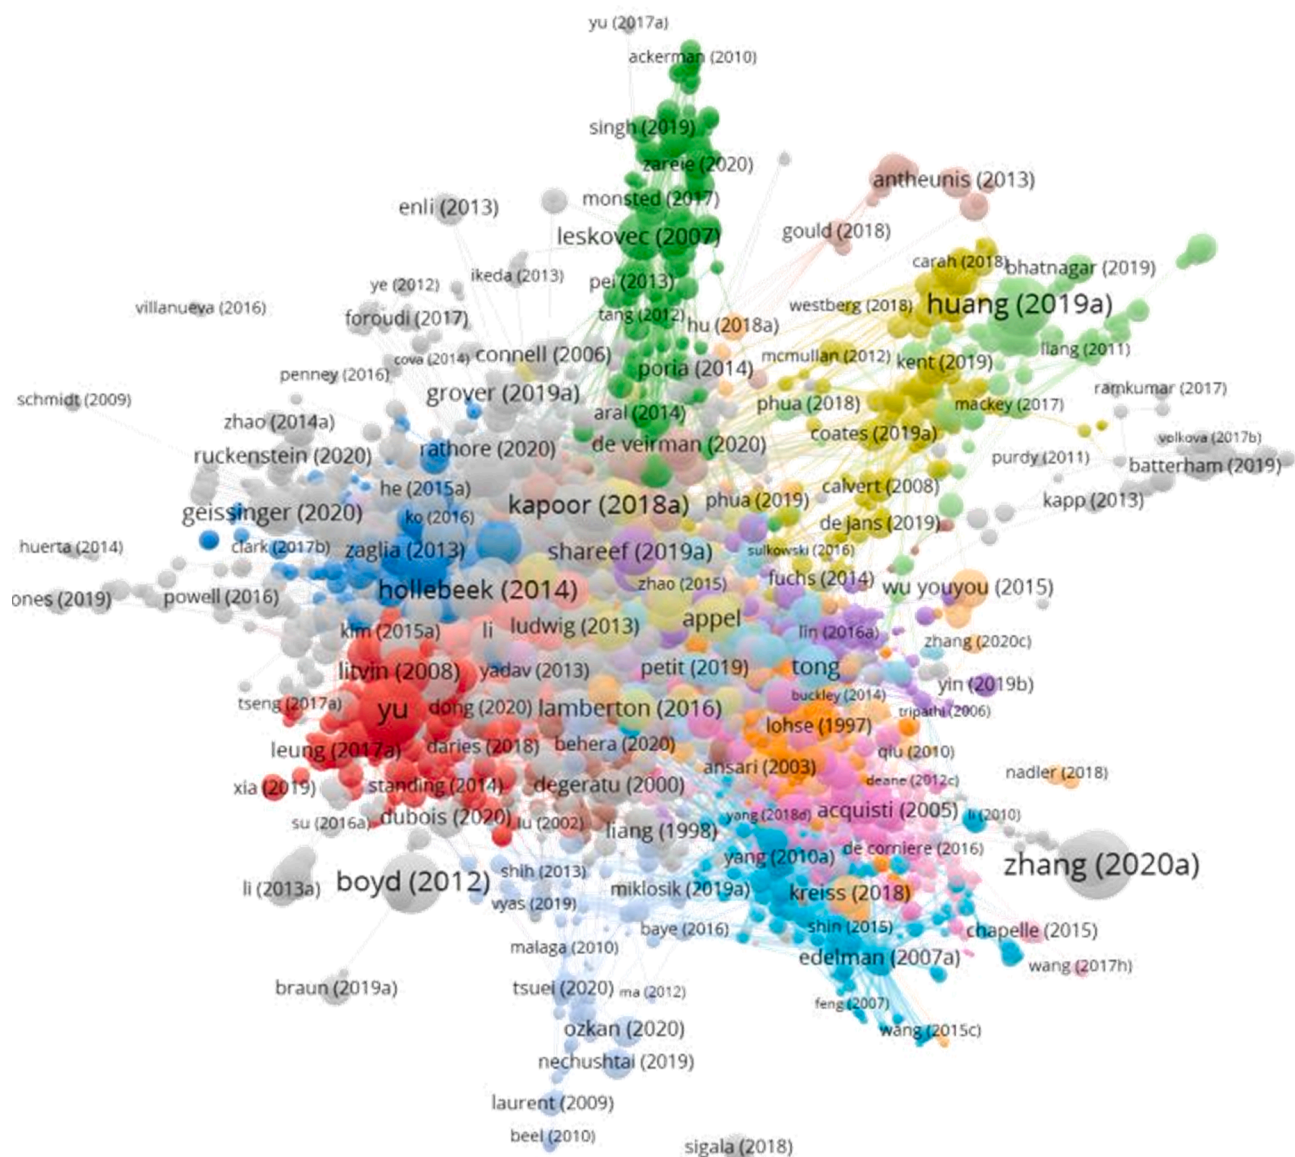 yu (2017a)
ackerman (2010)
singh (2019)
zareie (2020)
antheunis (2013)
monsted (2017)
enli (2013)
gould (2018)
leskovec (2007)
carah (2018)
bhatnagar (2019)
ikeda (2013)
pei (2013)
ye (2012)
villanueva (2016)
westberg (2018)
huang (2019a)
foroudi (2017)
tang (2012)
hu (2018a)
liang (2011)
cova (2014)
connell (2006)
mcmullan (2012)
kent (2019)
penney (2016)
poria (2014)
ramkumar (2017)
schmidt (2009)
grover (2019a)
phua (2018)
mackey (2017)
zhao (2014a)
aral (2014)
coates (2019a)
volkova (2017b)
ruckenstein (2020)
rathore (2020)
de veirman (2020)
purdy (2011)
batterham (2019)
he (2015a)
calvert (2008)
kapp (2013)
geissinger (2020)
ko (2016)
kapoor (2018a)
phua (2019)
de jans (2019)
huerta (2014)
clark (2017b)
zaglia (2013)
shareef (2019a)
sulkowski (2016)
ones (2019)
powell (2016)
hollebeek (2014)
zhao (2015)
fuchs (2014)
wu youyou (2015)
kim (2015a)
li
ludwig (2013)
appel
lin (2016a)
zhang (2020c)
litvin (2008)
yadav (2013)
petit (2019)
tong
yin (2019b)
tseng (2017a)
yu
dong (2020)
lamberton (2016)
buckley (2014)
tripathi (2006)
lohse (1997)
leung (2017a)
daries (2018)
behera (2020)
qiu (2010)
xia (2019)
standing (2014)
degeratu (2000)
ansari (2003)
deane (2012c)
nadler (2018)
su (2016a)
dubois (2020)
lu (2002)
liang (1998)
yang (2018d)
acquisti (2005)
li (2010)
li (2013a)
boyd (2012)
shih (2013)
yang (2010a)
de corniere (2016)
zhang (2020a)
vyas (2019)
miklosik (2019a)
kreiss (2018)
malaga (2010)
baye (2016)
shin (2015)
chapelle (2015)
edelman (2007a)
wang (2017h)
braun (2019a)
tsuei (2020)
ma (2012)
feng (2007)
ozkan (2020)
wang (2015c)
nechushtai (2019)
laurent (2009)
beel (2010)
sigala (2018)